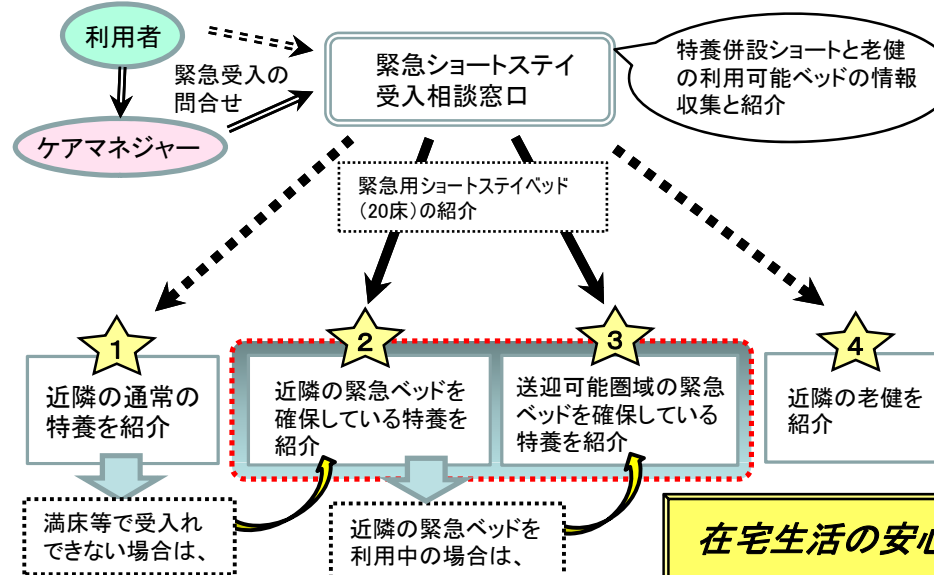 利用者
緊急受入の
問合せ
ケアマネジャー
緊急ショートステイ
受入相談窓口
特養併設ショートと老健
の利用可能ベッドの情報
収集と紹介
緊急用ショートステイベッド
（20床）の紹介
1
近隣の通常の
特養を紹介
2
近隣の緊急ベッドを
確保している特養を
紹介
3
送迎可能圏域の緊急
ベッドを確保している
特養を紹介
4
近隣の老健を
紹介
満床等で受入れ
できない場合は、
近隣の緊急ベッドを
利用中の場合は、
在宅生活の安心